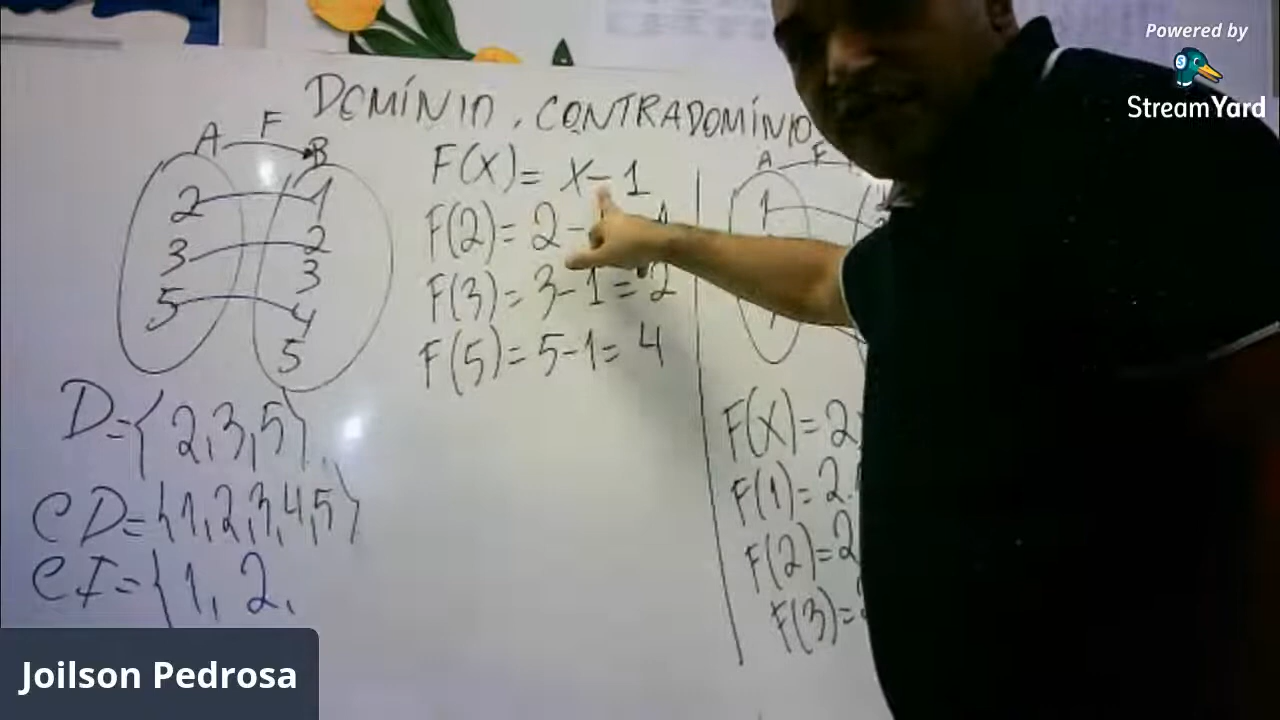 Powered by
StreamYard
DOMÍNIO, CONTRADOMÍNIO
A F B
2 1
3 2
3
5 4
5
D={2,3,5}
CD={1,2,3,4,5}
CI={1, 2,
F(X)= X-1
F(2)= 2-
F(3)= 3-1=2
F(5)=5-1=4
A F
1
F(X)=2
F(1)=2.
F(2)=2
F(3)=
Joilson Pedrosa